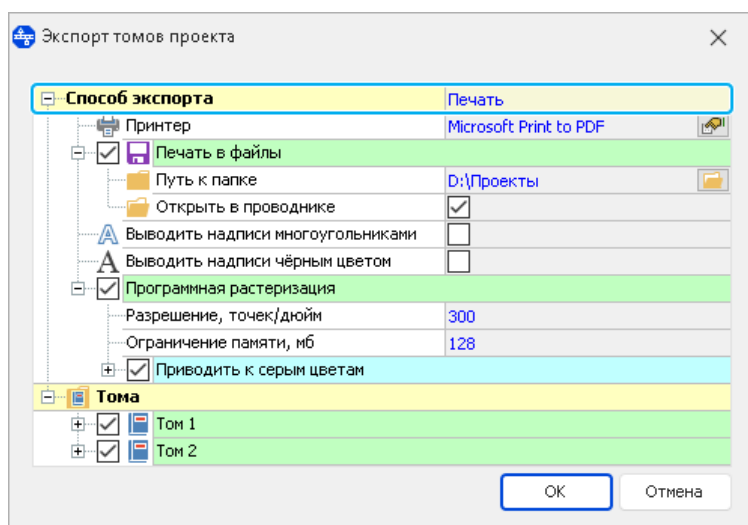 Экспорт томов проекта
Способ экспорта Печать
Принтер Microsoft Print to PDF
Печать в файлы
Путь к папке D:\Проекты
Открыть в проводнике
Выводить надписи многоугольниками
Выводить надписи чёрным цветом
Программная растеризация
Разрешение, точек/дюйм 300
Ограничение памяти, мб 128
Приводить к серым цветам
Тома
Том 1
Том 2
ОК Отмена